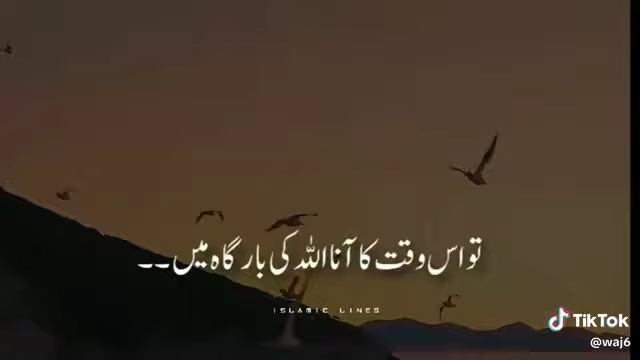 تو اس وقت کا آنا اللہ کی بارگاہ میں۔۔
ISLAMIC LINES
TikTok
@waj6